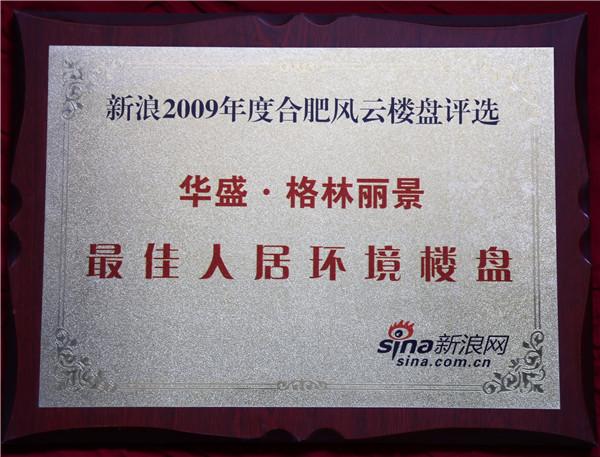 新浪2009年度合肥风云楼盘评选
华盛·格林丽景
最佳人居环境楼盘
sina新浪网
sina.com.cn